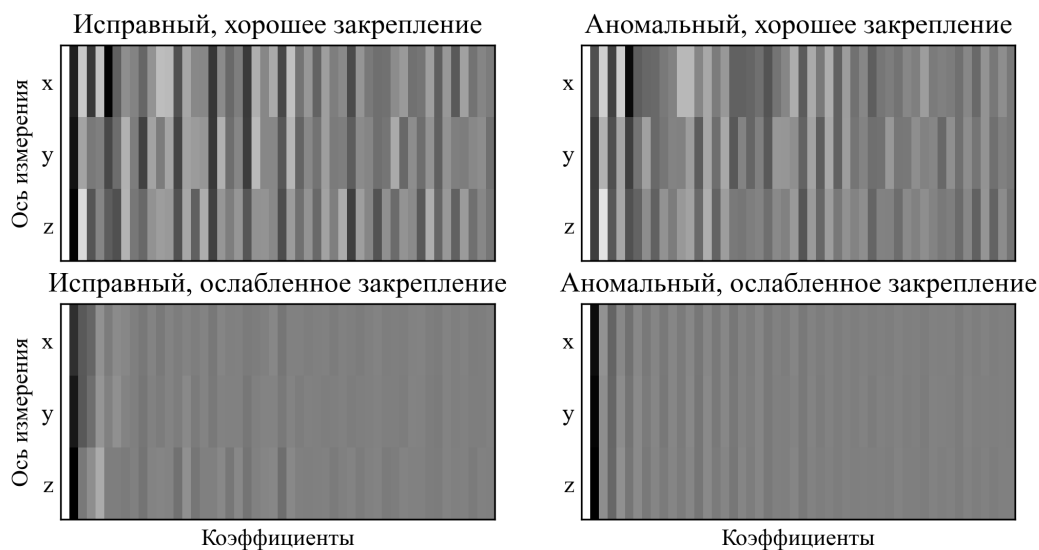 Исправный, хорошее закрепление
Аномальный, хорошее закрепление
Ось измерения
x
y
z
x
y
z
Исправный, ослабленное закрепление
Аномальный, ослабленное закрепление
Ось измерения
x
y
z
x
y
z
Коэффициенты
Коэффициенты